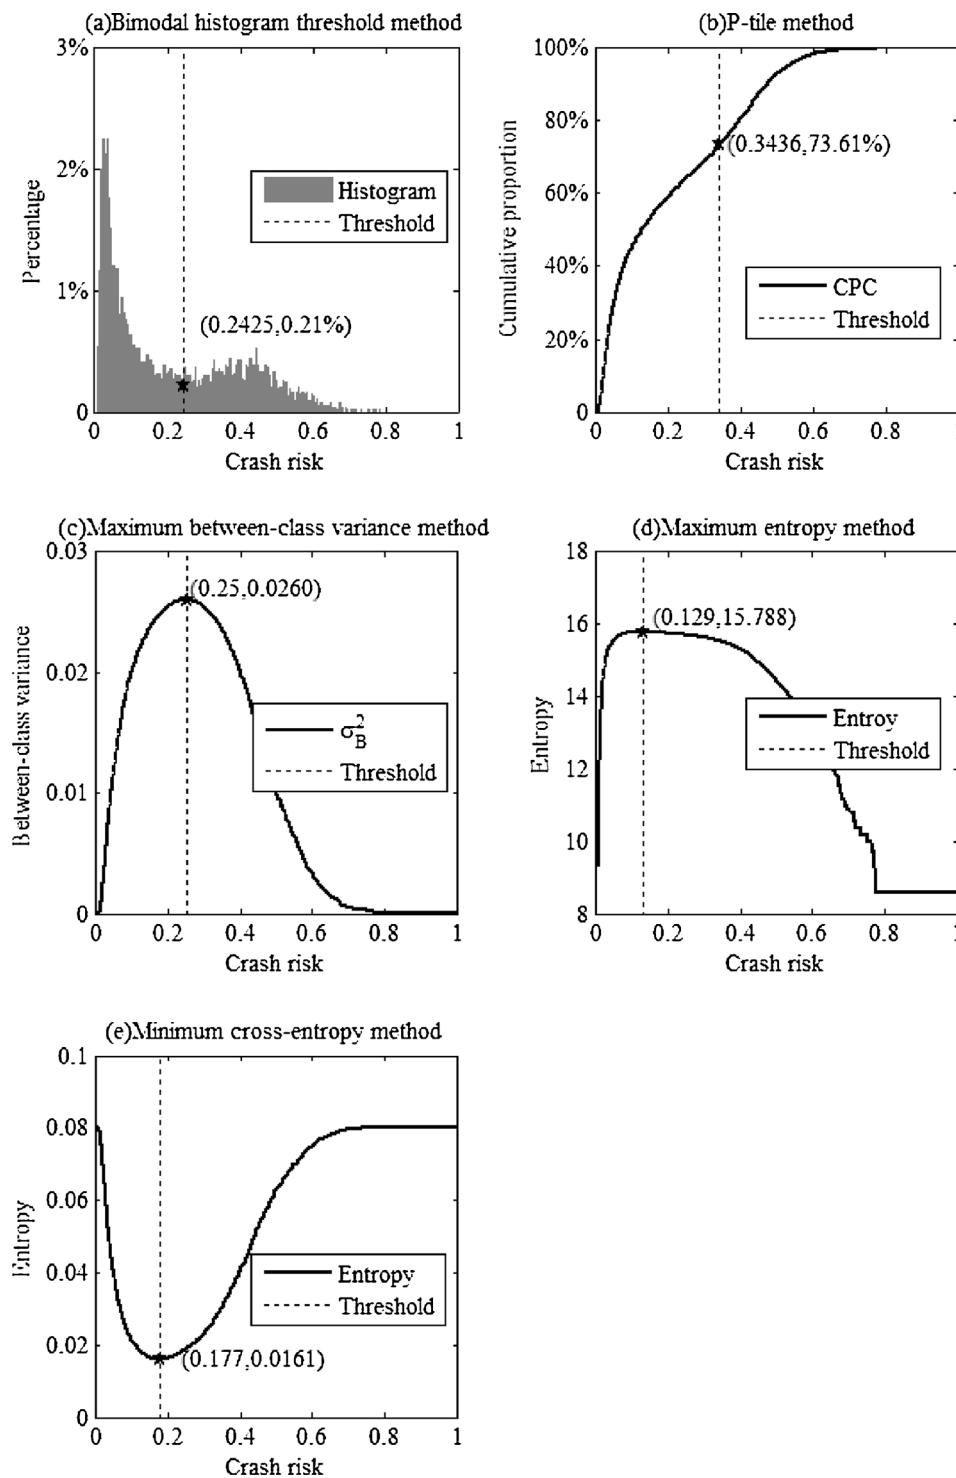 (a)Bimodal histogram threshold method
3%
2%
1%
0
Percentage
Histogram
Threshold
(0.2425,0.21%)
0 0.2 0.4 0.6 0.8 1
Crash risk
(b)P-tile method
100%
80%
60%
40%
20%
0
Cumulative proportion
(0.3436,73.61%)
CPC
Threshold
0 0.2 0.4 0.6 0.8 1
Crash risk
(c)Maximum between-class variance method
0.03
0.02
0.01
0
Between-class variance
(0.25,0.0260)
σ²_B
Threshold
0 0.2 0.4 0.6 0.8 1
Crash risk
(d)Maximum entropy method
18
16
14
12
10
8
Entropy
(0.129,15.788)
Entroy
Threshold
0 0.2 0.4 0.6 0.8 1
Crash risk
(e)Minimum cross-entropy method
0.1
0.08
0.06
0.04
0.02
0
Entropy
Entropy
Threshold
(0.177,0.0161)
0 0.2 0.4 0.6 0.8 1
Crash risk